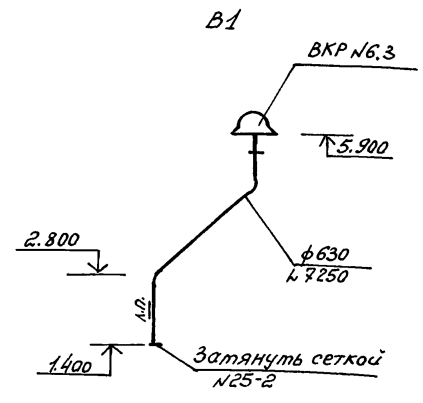 В1
ВКР №6.3
5.900
2.800
ф630
L 7250
л.п.
1.400
Затянуть сеткой
N25-2